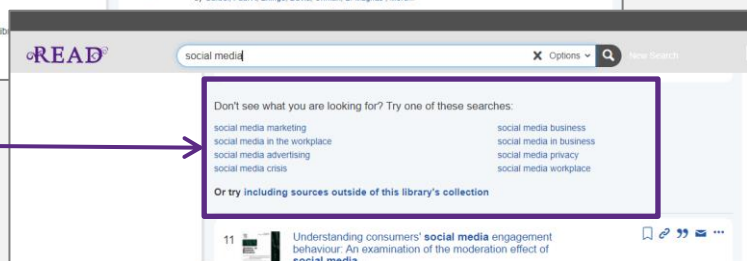 READ
social media
Options
New Search
Don't see what you are looking for? Try one of these searches:
social media marketing
social media in the workplace
social media advertising
social media crisis
social media business
social media in business
social media privacy
social media workplace
Or try including sources outside of this library's collection
11
Understanding consumers' social media engagement
behaviour: An examination of the moderation effect of
social media